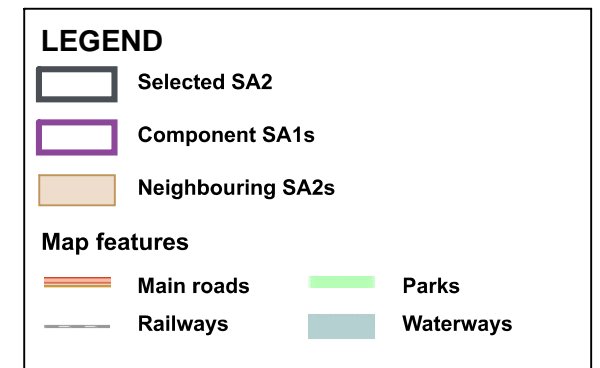 LEGEND
Selected SA2
Component SA1s
Neighbouring SA2s
Map features
Main roads
Parks
Railways
Waterways